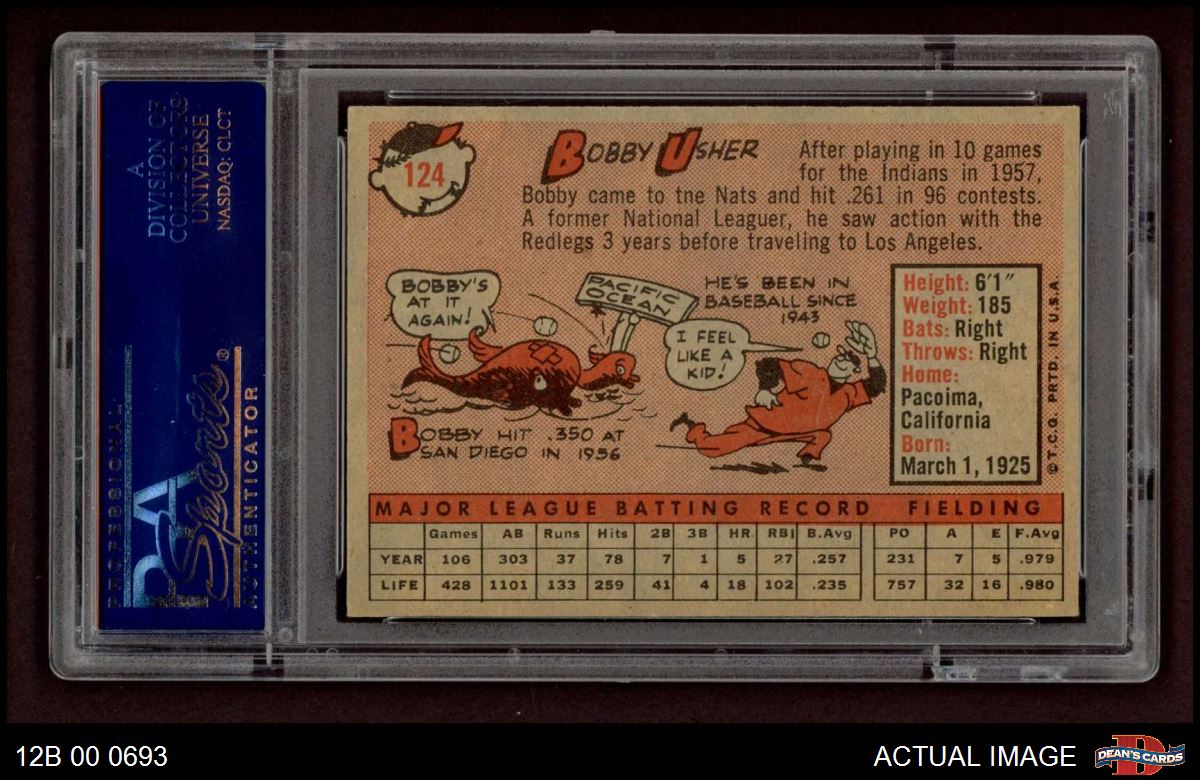 A
DIVISION OF
COLLECTORS
UNIVERSE
NASDAQ: CLCT
PROFESSIONAL
PSA
Sports®
AUTHENTICATOR
124
BOBBY USHER
After playing in 10 games
for the Indians in 1957,
Bobby came to the Nats and hit .261 in 96 contests.
A former National Leaguer, he saw action with the
Redlegs 3 years before traveling to Los Angeles.
BOBBY'S
AT IT
AGAIN!
PACIFIC
OCEAN
HE'S BEEN IN
BASEBALL SINCE
1943
I FEEL
LIKE A
KID!
BOBBY HIT .350 AT
SAN DIEGO IN 1956
Height: 6'1"
Weight: 185
Bats: Right
Throws: Right
Home:
Pacoima,
California
Born:
March 1, 1925
©T.C.G. PRTD. IN U.S.A.
MAJOR LEAGUE BATTING RECORD FIELDING
Games AB Runs Hits 2B 3B HR RBI B.Avg PO A E F.Avg
YEAR 106 303 37 78 7 1 5 27 .257 231 7 5 .979
LIFE 428 1101 133 259 41 4 18 102 .235 757 32 16 .980
12B 00 0693
ACTUAL IMAGE
DEAN'S CARDS